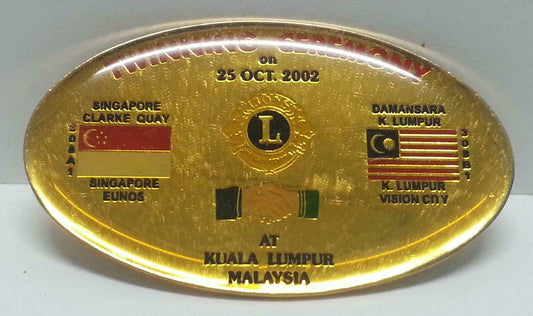 TWINNING CEREMONY
on
25 OCT. 2002
SINGAPORE
CLARKE QUAY
SINGAPORE
EUNOS
L
DAMANSARA
K. LUMPUR
K. LUMPUR
VISION CITY
AT
KUALA LUMPUR
MALAYSIA